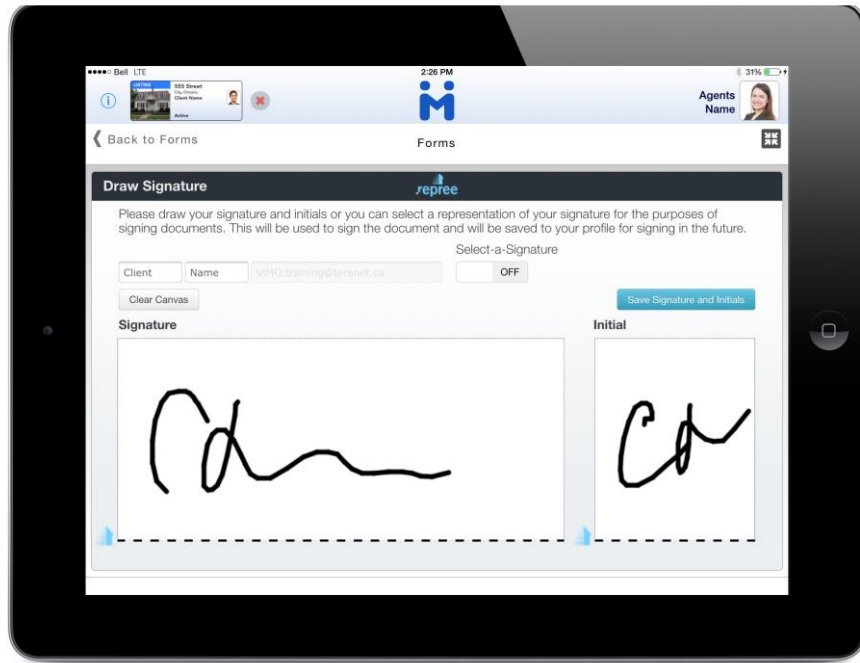 Bell LTE 2:26 PM 31%
LISTING
555 Street
City, Ontario
Client Name
Active
Agents
Name
Back to Forms
Forms
Draw Signature
repree
Please draw your signature and initials or you can select a representation of your signature for the purposes of
signing documents. This will be used to sign the document and will be saved to your profile for signing in the future.
Select-a-Signature
Client Name ViMO.training@teranet.ca OFF
Clear Canvas Save Signature and Initials
Signature Initial